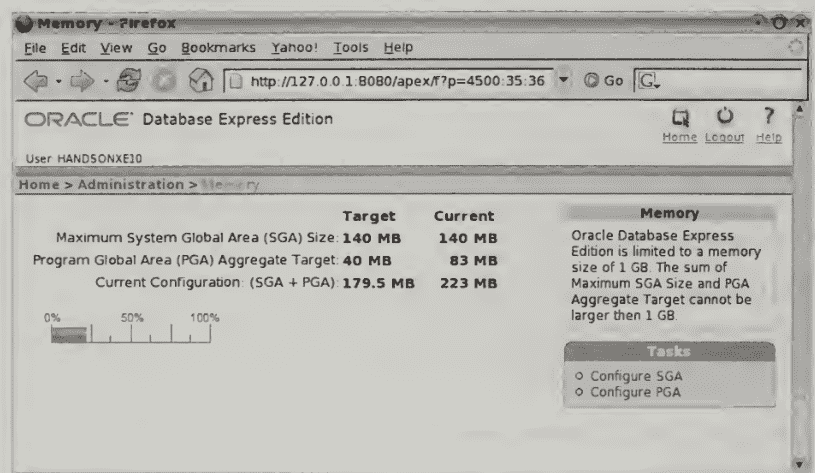 Memory - Firefox
File Edit View Go Bookmarks Yahoo! Tools Help
http://127.0.0.1:8080/apex/f?p=4500:35:36 Go G
ORACLE Database Express Edition
Home Logout Help
User HANDSONXE10
Home > Administration > Memory
Target Current
Maximum System Global Area (SGA) Size: 140 MB 140 MB
Program Global Area (PGA) Aggregate Target: 40 MB 83 MB
Current Configuration: (SGA + PGA): 179.5 MB 223 MB
0% 50% 100%
Memory
Oracle Database Express
Edition is limited to a memory
size of 1 GB. The sum of
Maximum SGA Size and PGA
Aggregate Target cannot be
larger then 1 GB.
Tasks
Configure SGA
Configure PGA